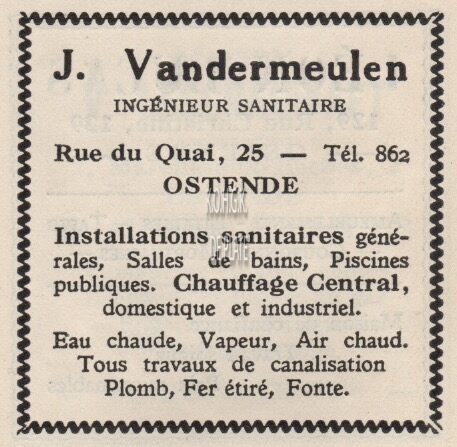 J. Vandermeulen
INGÉNIEUR SANITAIRE
Rue du Quai, 25 — Tél. 862
OSTENDE
Installations sanitaires géné-
rales, Salles de bains, Piscines
publiques. Chauffage Central,
domestique et industriel.
Eau chaude, Vapeur, Air chaud.
Tous travaux de canalisation
Plomb, Fer étiré, Fonte.